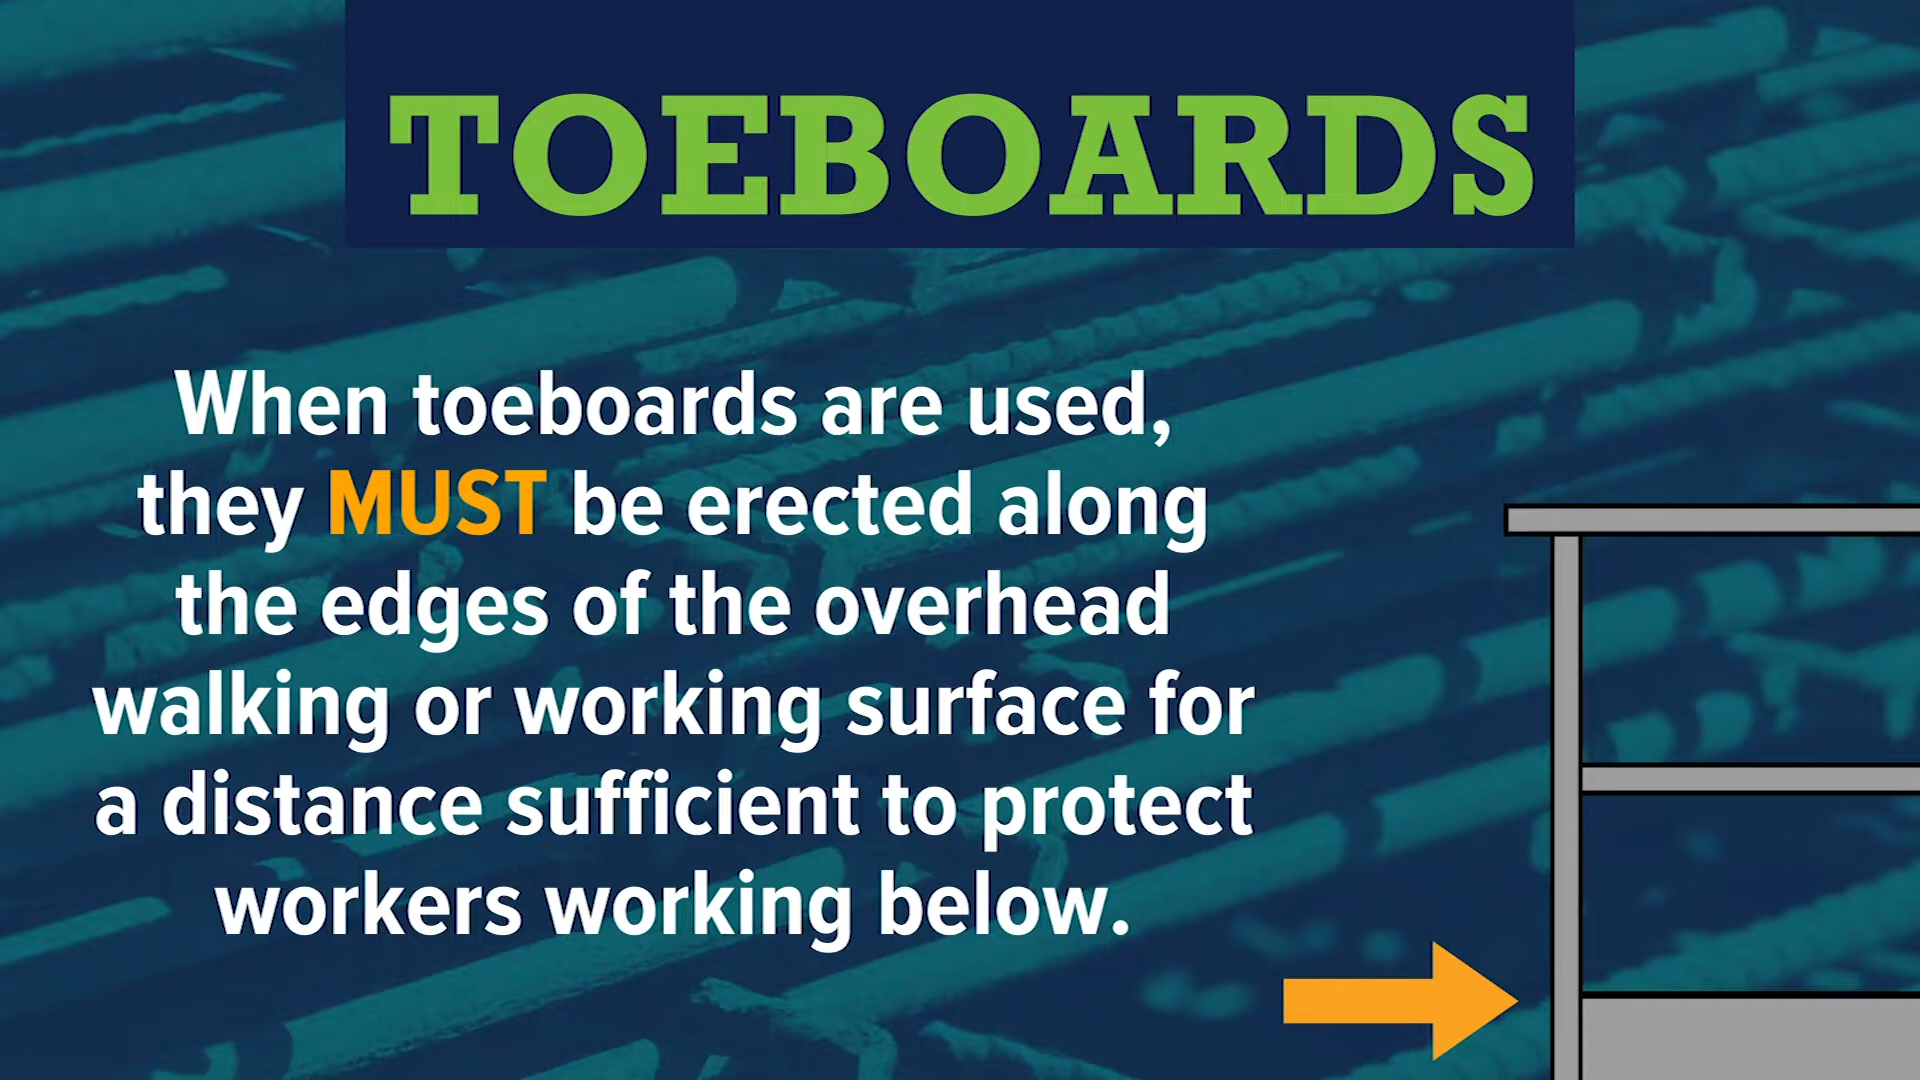 TOEBOARDS
When toeboards are used,
they MUST be erected along
the edges of the overhead
walking or working surface for
a distance sufficient to protect
workers working below.